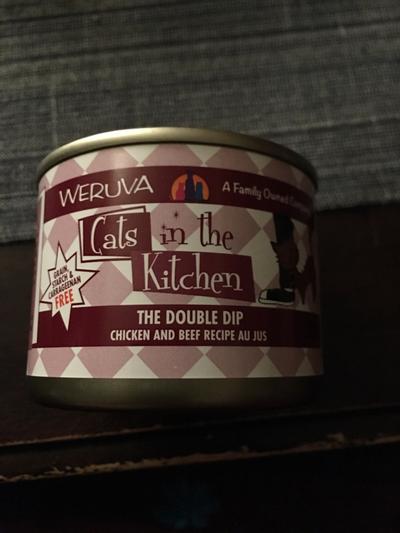 WERUVA
A Family Owned Company
Cats in the
Kitchen
GRAIN,
STARCH &
CARRAGEENAN
FREE
THE DOUBLE DIP
CHICKEN AND BEEF RECIPE AU JUS